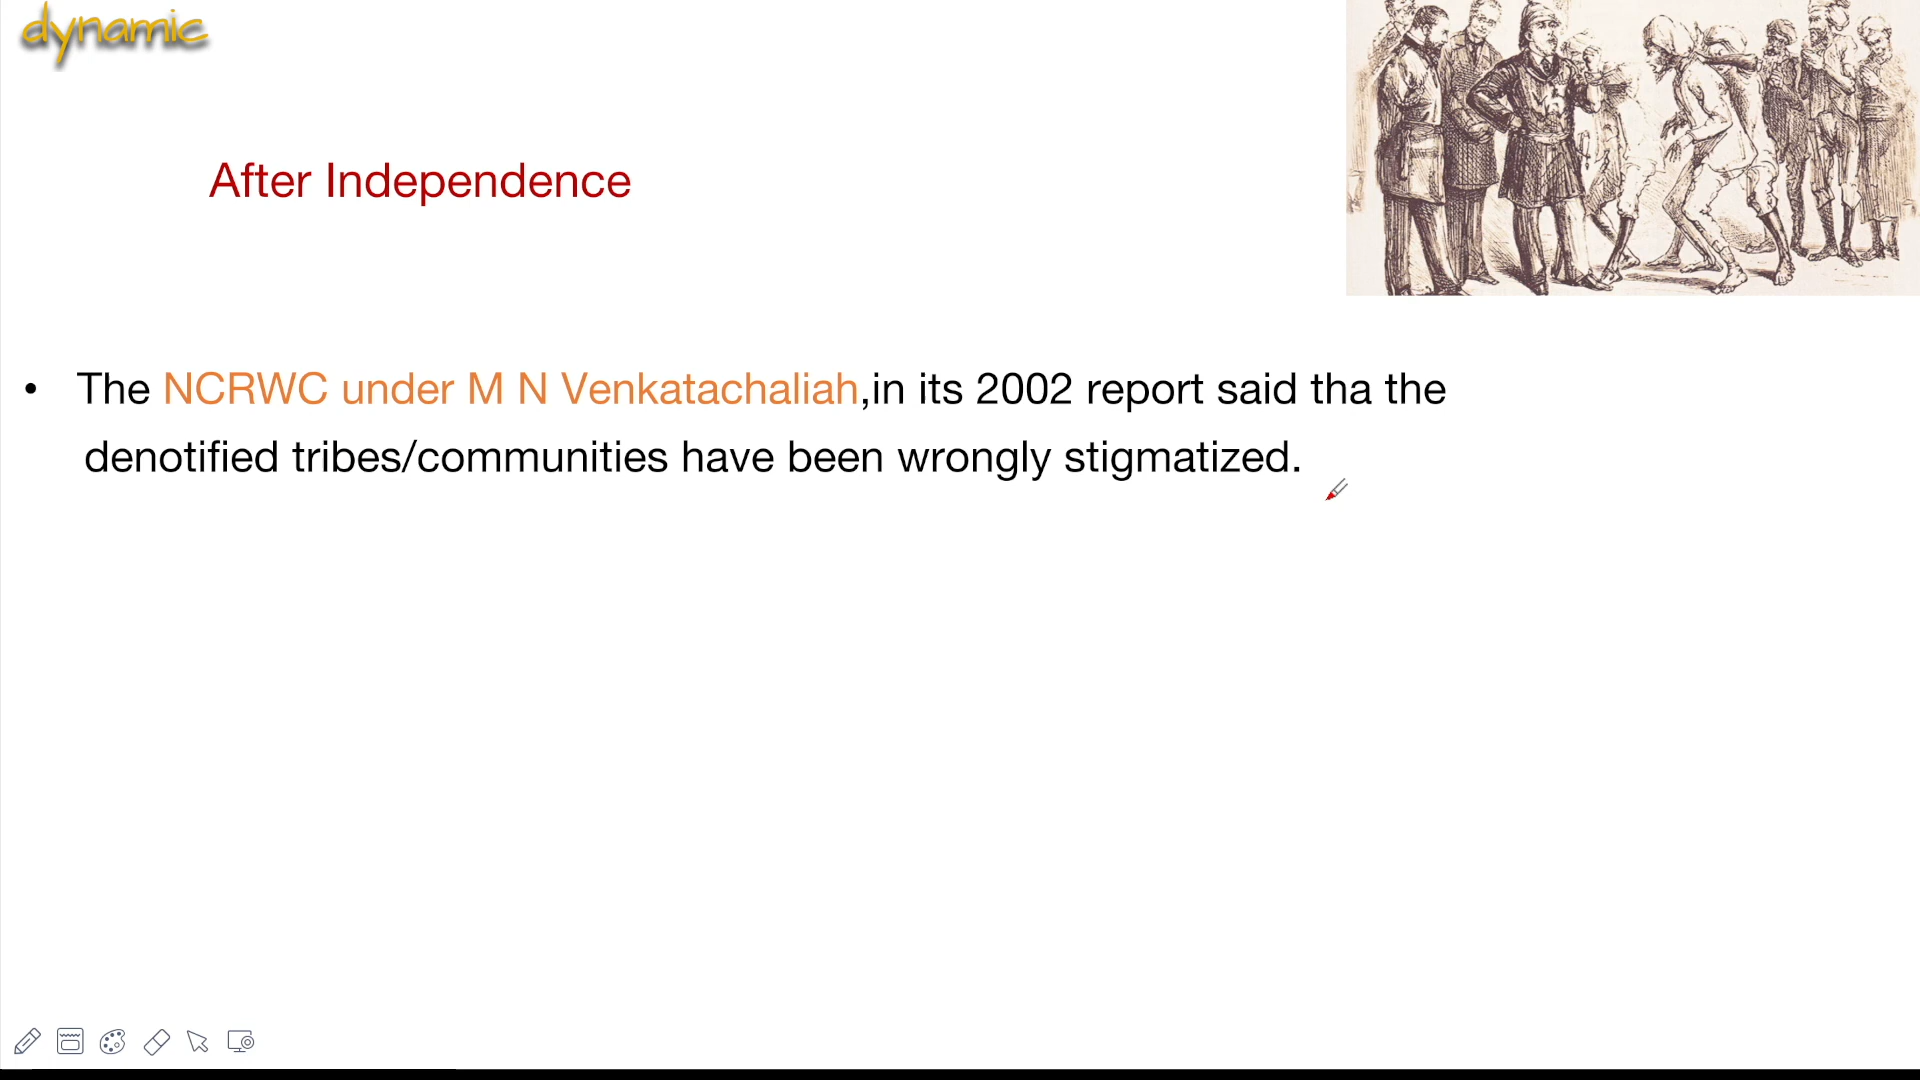 dynamic
After Independence
• The NCRWC under M N Venkatachaliah,in its 2002 report said tha the
denotified tribes/communities have been wrongly stigmatized.